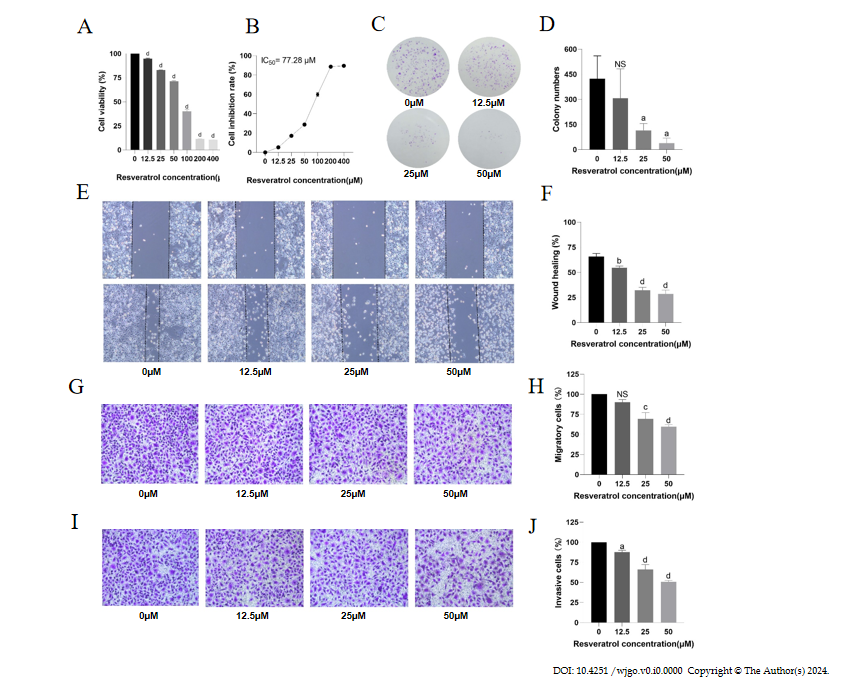 A
B
C
D
Cell viability (%)
100
75
50
25
0
d
d
d
d
d
d
0 12.5 25 50 100 200 400
Resveratrol concentration(μ
IC50= 77.28 μM
Cell inhibition rate (%)
100
80
60
40
20
0
0 12.5 25 50 100 200 400
Resveratrol concentration(μM)
0μM 12.5μM
25μM 50μM
Colony numbers
600
450
300
150
0
NS
a
a
0 12.5 25 50
Resveratrol concentration(μM)
E
0μM 12.5μM 25μM 50μM
F
Wound healing (%)
100
75
50
25
0
b
d
d
0 12.5 25 50
Resveratrol concentration(μM)
G
0μM 12.5μM 25μM 50μM
H
Migratory cells (%)
125
100
75
50
25
0
NS
c
d
0 12.5 25 50
Resveratrol concentration(μM)
I
0μM 12.5μM 25μM 50μM
J
Invasive cells (%)
125
100
75
50
25
0
a
d
d
0 12.5 25 50
Resveratrol concentration(μM)
DOI: 10.4251 /wjgo.v0.i0.0000 Copyright © The Author(s) 2024.